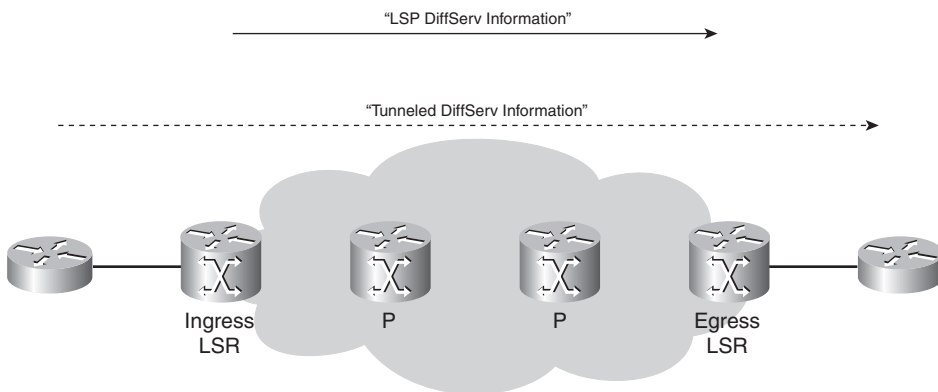 “LSP DiffServ Information”
“Tunneled DiffServ Information”
Ingress
LSR
P
P
Egress
LSR